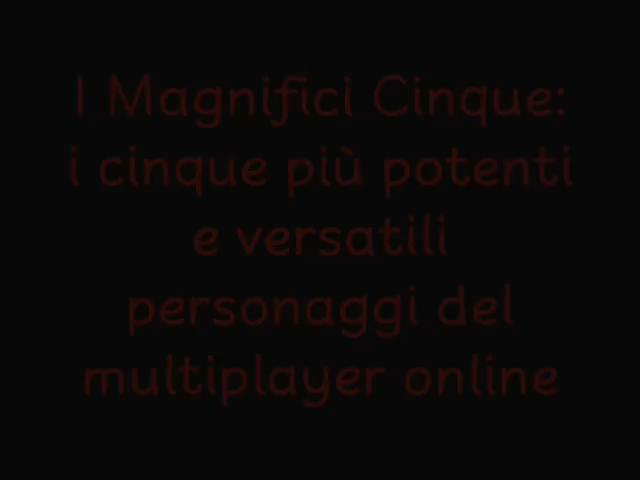 I Magnifici Cinque:
i cinque più potenti
e versatili
personaggi del
multiplayer online